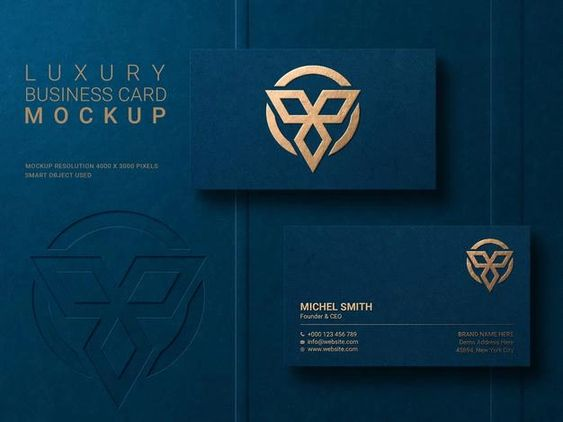 LUXURY
BUSINESS CARD
MOCKUP
MOCKUP RESOLUTION 4000 X 3000 PIXELS
SMART OBJECT USED
MICHEL SMITH
Founder & CEO
+000 123 456 789
info@website.com
www.website.com
BRAND NAME HERE
Demo Address Here
45894, New York City